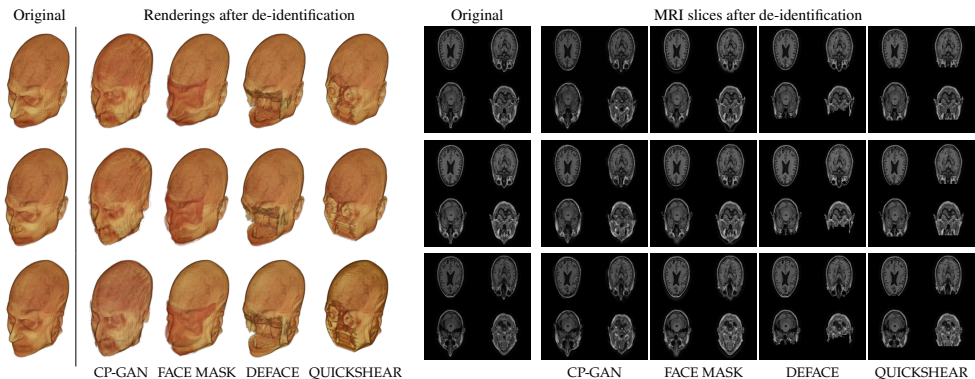 Original Renderings after de-identification Original MRI slices after de-identification
CP-GAN FACE MASK DEFACE QUICKSHEAR CP-GAN FACE MASK DEFACE QUICKSHEAR